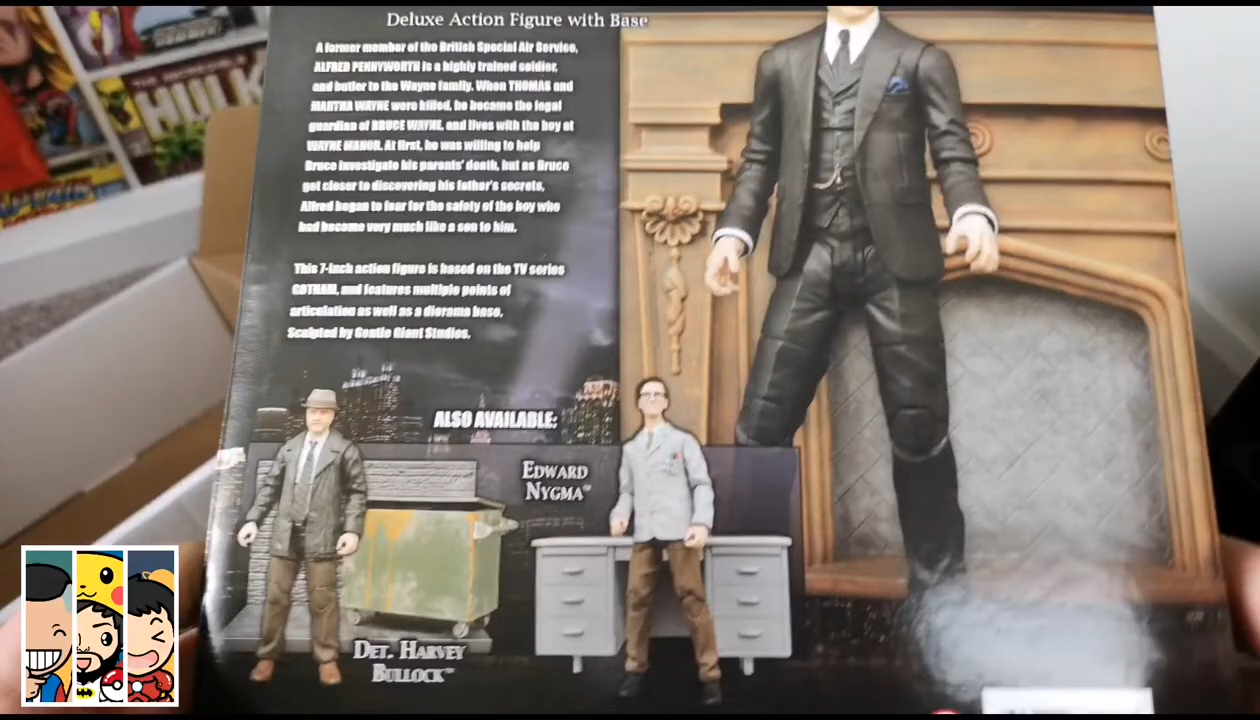 Deluxe Action Figure with Base
A former member of the British Special Air Service,
ALFRED PENNYWORTH is a highly trained soldier,
and butler to the Wayne family. When THOMAS and
MARTHA WAYNE were killed, he became the legal
guardian of BRUCE WAYNE, and lives with the boy at
WAYNE MANOR. At first, he was willing to help
Bruce investigate his parents' death, but as Bruce
got closer to discovering his father's secrets,
Alfred began to fear for the safety of the boy who
had become very much like a son to him.
This 7-inch action figure is based on the TV series
GOTHAM, and features multiple points of
articulation as well as a diorama base.
Sculpted by Gentle Giant Studios.
ALSO AVAILABLE:
EDWARD
NYGMA™
DET. HARVEY
BULLOCK™
HULK